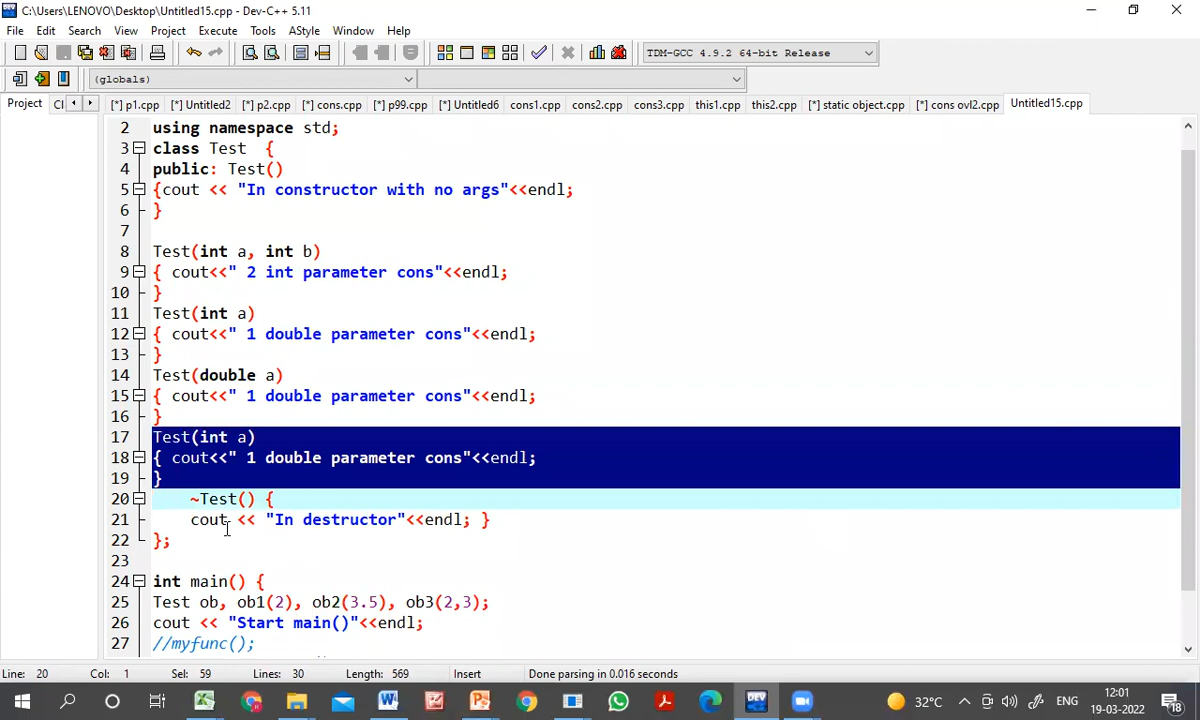 C:\Users\LENOVO\Desktop\Untitled15.cpp - Dev-C++ 5.11
File Edit Search View Project Execute Tools AStyle Window Help
TDM-GCC 4.9.2 64-bit Release
(globals)
Project Cl [*] p1.cpp [*] Untitled2 [*] p2.cpp [*] cons.cpp [*] p99.cpp [*] Untitled6 cons1.cpp cons2.cpp cons3.cpp this1.cpp this2.cpp [*] static object.cpp [*] cons ovl2.cpp Untitled15.cpp
2 using namespace std;
3 class Test {
4 public: Test()
5 {cout << "In constructor with no args"<<endl;
6 }
7
8 Test(int a, int b)
9 { cout<<" 2 int parameter cons"<<endl;
10 }
11 Test(int a)
12 { cout<<" 1 double parameter cons"<<endl;
13 }
14 Test(double a)
15 { cout<<" 1 double parameter cons"<<endl;
16 }
17 Test(int a)
18 { cout<<" 1 double parameter cons"<<endl;
19 }
20 ~Test() {
21 cout << "In destructor"<<endl; }
22 };
23
24 int main() {
25 Test ob, ob1(2), ob2(3.5), ob3(2,3);
26 cout << "Start main()"<<endl;
27 //myfunc();
Line: 20 Col: 1 Sel: 59 Lines: 30 Length: 569 Insert Done parsing in 0.016 seconds
32°C ENG 12:01
19-03-2022 18